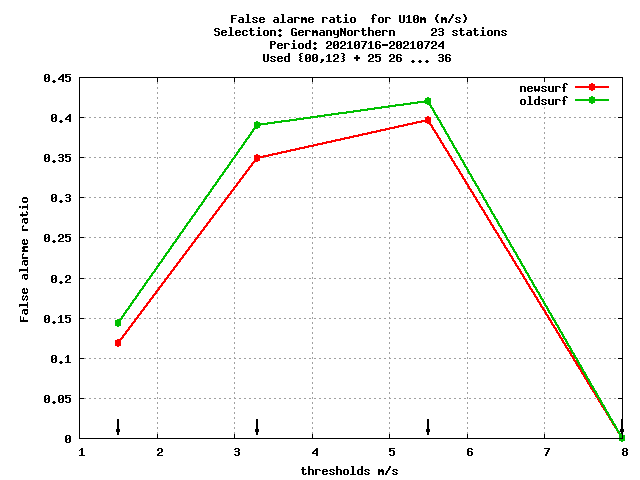 False alarme ratio  for U10m (m/s)
Selection: GermanyNorthern     23 stations
Period: 20210716-20210724
Used {00,12} + 25 26 ... 36
newsurf
oldsurf
False alarme ratio
0.45
0.4
0.35
0.3
0.25
0.2
0.15
0.1
0.05
0
1 2 3 4 5 6 7 8
thresholds m/s